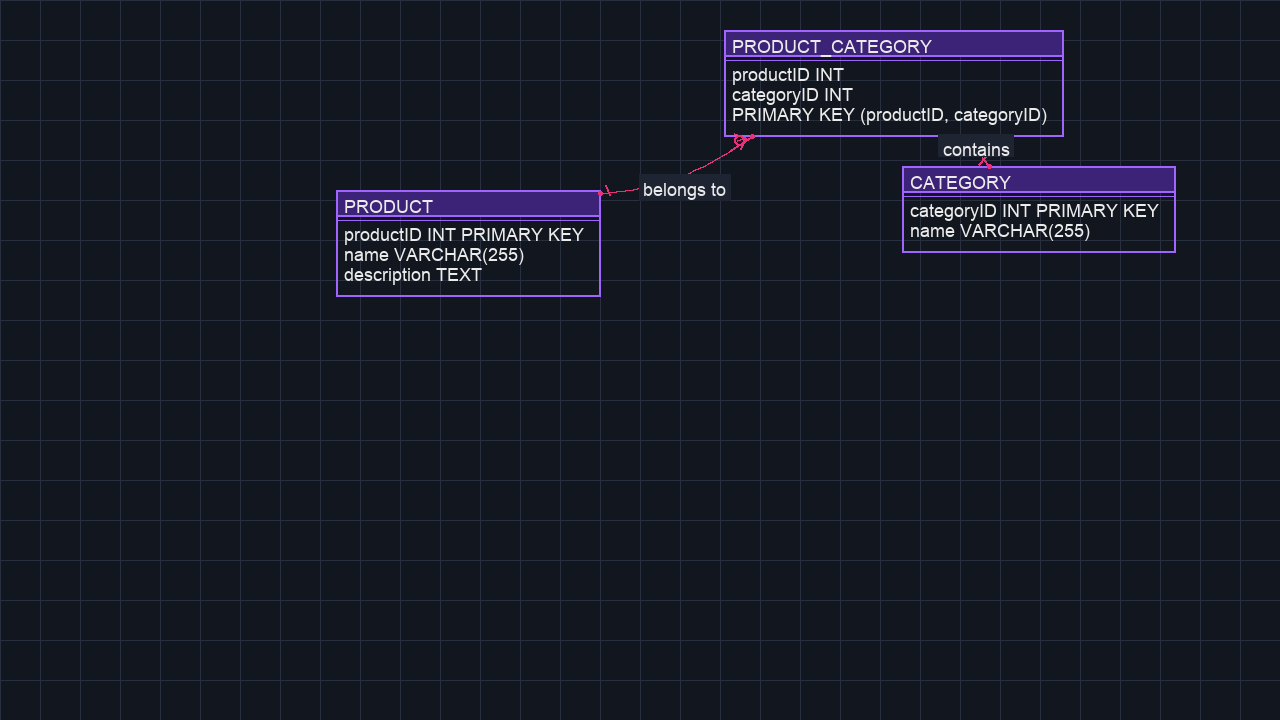 PRODUCT_CATEGORY
productID INT
categoryID INT
PRIMARY KEY (productID, categoryID)
contains
belongs to
CATEGORY
categoryID INT PRIMARY KEY
name VARCHAR(255)
PRODUCT
productID INT PRIMARY KEY
name VARCHAR(255)
description TEXT